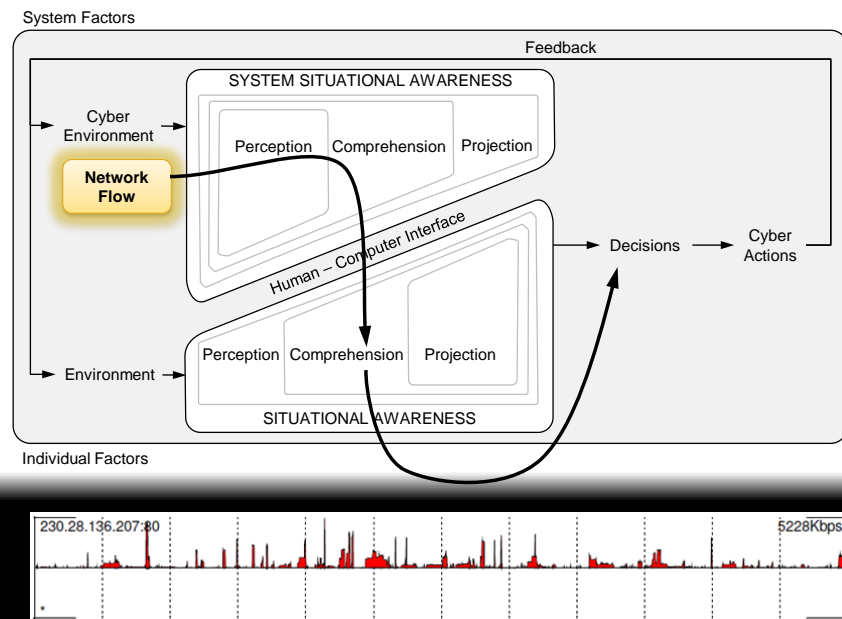 System Factors
Feedback
SYSTEM SITUATIONAL AWARENESS
Cyber
Environment
Perception
Comprehension
Projection
Network
Flow
Human – Computer Interface
Decisions
Cyber
Actions
Environment
Perception
Comprehension
Projection
SITUATIONAL AWARENESS
Individual Factors
230.28.136.207:80
5228Kbps
*